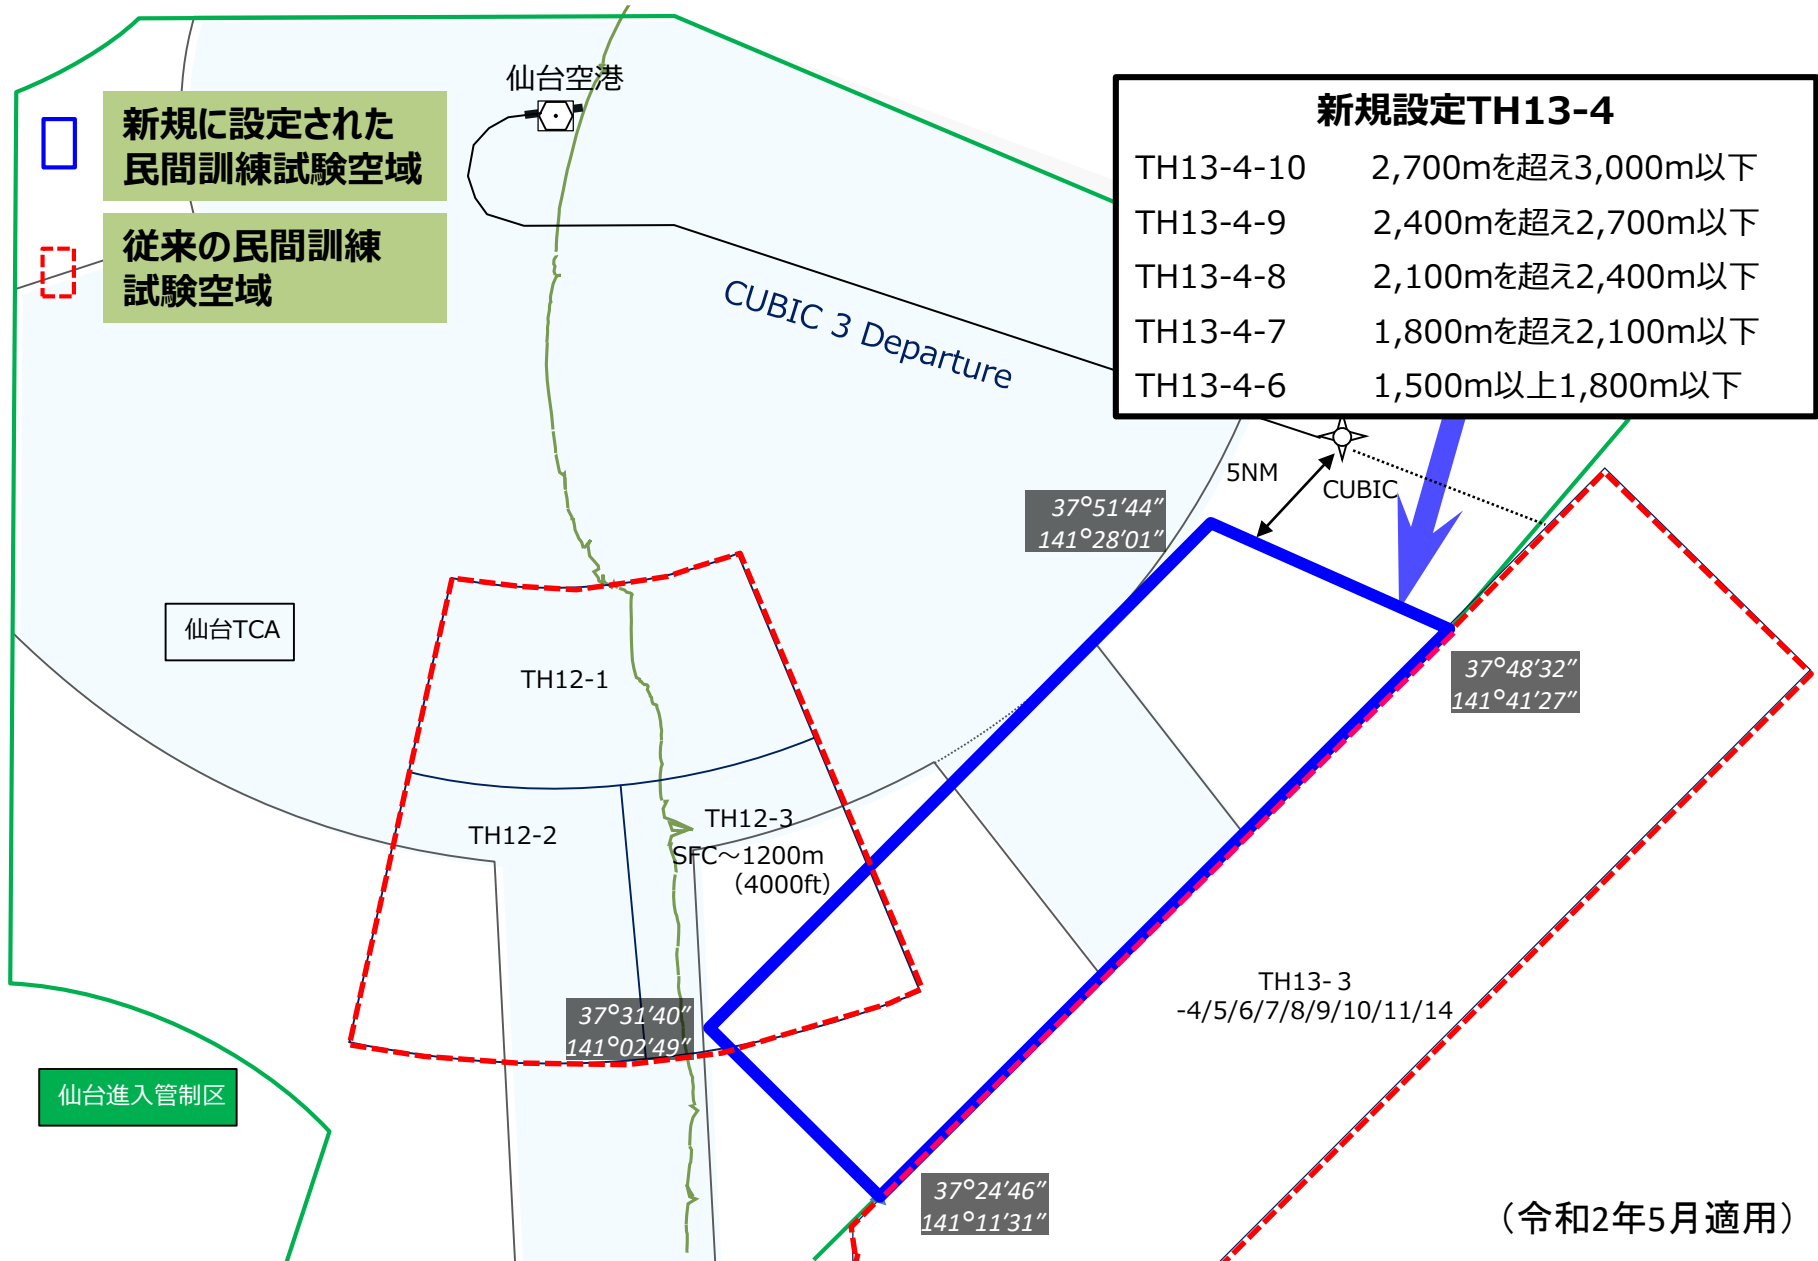 仙台空港
新規に設定された
民間訓練試験空域
従来の民間訓練
試験空域
新規設定TH13-4
TH13-4-10 2,700mを超え3,000m以下
TH13-4-9 2,400mを超え2,700m以下
TH13-4-8 2,100mを超え2,400m以下
TH13-4-7 1,800mを超え2,100m以下
TH13-4-6 1,500m以上1,800m以下
CUBIC 3 Departure
5NM
CUBIC
37°51′44″
141°28′01″
仙台TCA
TH12-1
37°48′32″
141°41′27″
TH12-2
TH12-3
SFC～1200m
（4000ft）
TH13-3
-4/5/6/7/8/9/10/11/14
37°31′40″
141°02′49″
仙台進入管制区
37°24′46″
141°11′31″
（令和2年5月適用）